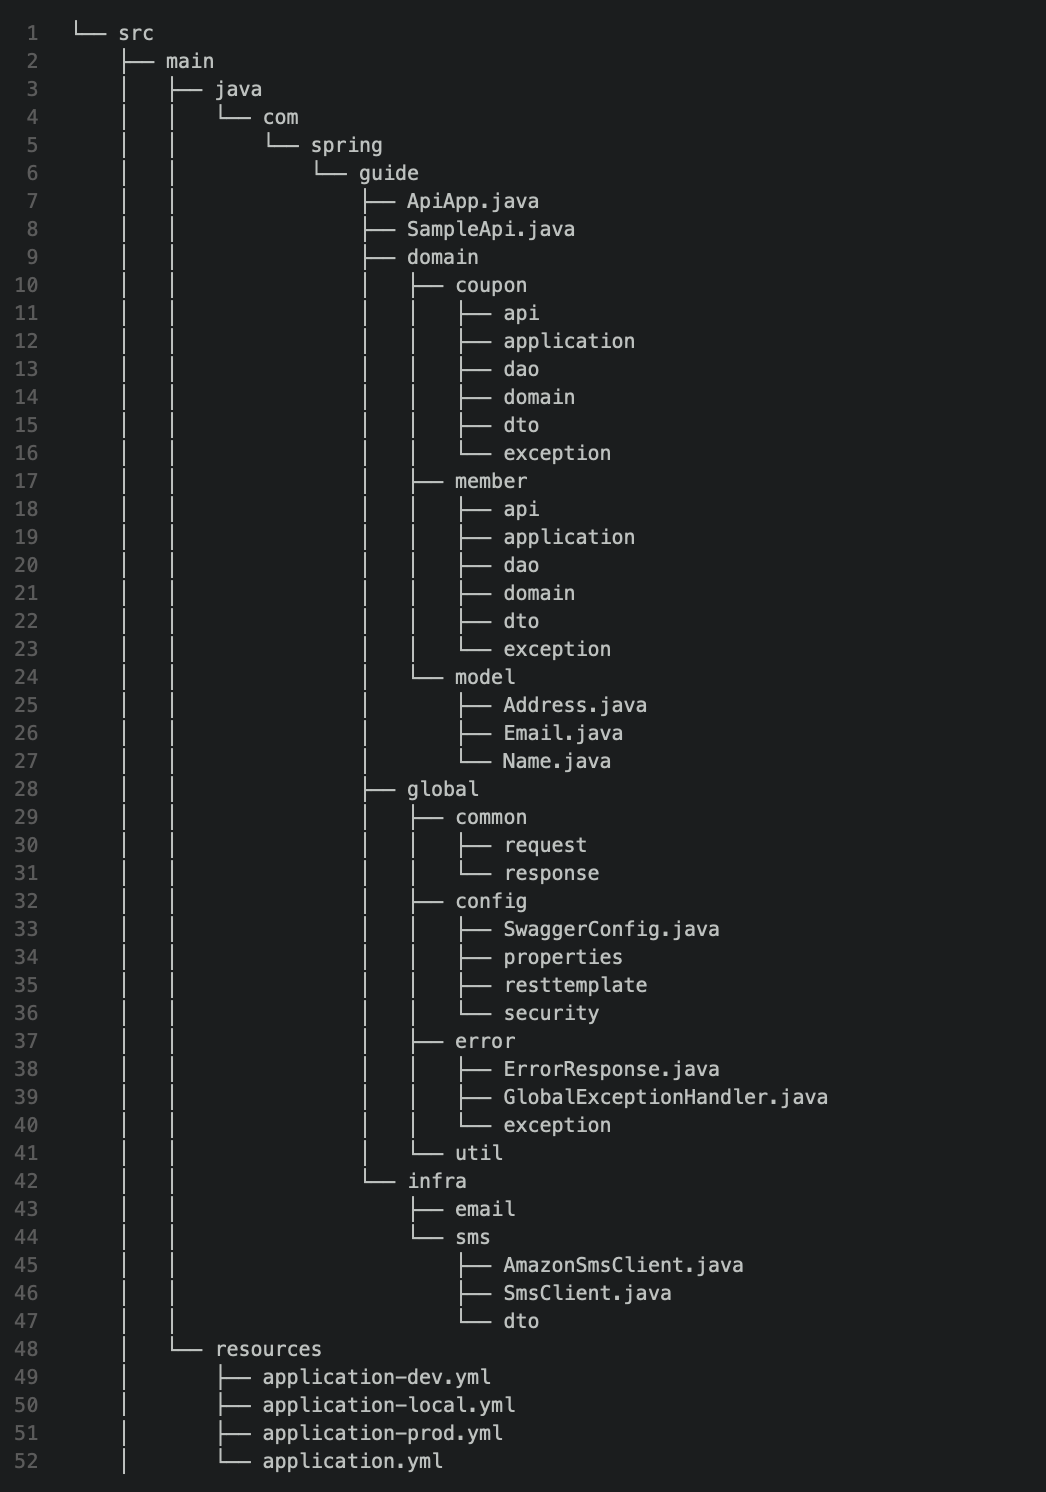 1 └── src
2     ├── main
3     │   ├── java
4     │   │   └── com
5     │   │       └── spring
6     │   │           └── guide
7     │   │               ├── ApiApp.java
8     │   │               ├── SampleApi.java
9     │   │               ├── domain
10     │   │               │   ├── coupon
11     │   │               │   │   ├── api
12     │   │               │   │   ├── application
13     │   │               │   │   ├── dao
14     │   │               │   │   ├── domain
15     │   │               │   │   ├── dto
16     │   │               │   │   └── exception
17     │   │               │   ├── member
18     │   │               │   │   ├── api
19     │   │               │   │   ├── application
20     │   │               │   │   ├── dao
21     │   │               │   │   ├── domain
22     │   │               │   │   ├── dto
23     │   │               │   │   └── exception
24     │   │               │   └── model
25     │   │               │       ├── Address.java
26     │   │               │       ├── Email.java
27     │   │               │       └── Name.java
28     │   │               ├── global
29     │   │               │   ├── common
30     │   │               │   │   ├── request
31     │   │               │   │   └── response
32     │   │               │   ├── config
33     │   │               │   │   ├── SwaggerConfig.java
34     │   │               │   │   ├── properties
35     │   │               │   │   ├── resttemplate
36     │   │               │   │   └── security
37     │   │               │   ├── error
38     │   │               │   │   ├── ErrorResponse.java
39     │   │               │   │   ├── GlobalExceptionHandler.java
40     │   │               │   │   └── exception
41     │   │               │   └── util
42     │   │               └── infra
43     │   │                   ├── email
44     │   │                   └── sms
45     │   │                       ├── AmazonSmsClient.java
46     │   │                       ├── SmsClient.java
47     │   │                       └── dto
48     │   └── resources
49     │       ├── application-dev.yml
50     │       ├── application-local.yml
51     │       ├── application-prod.yml
52     │       └── application.yml